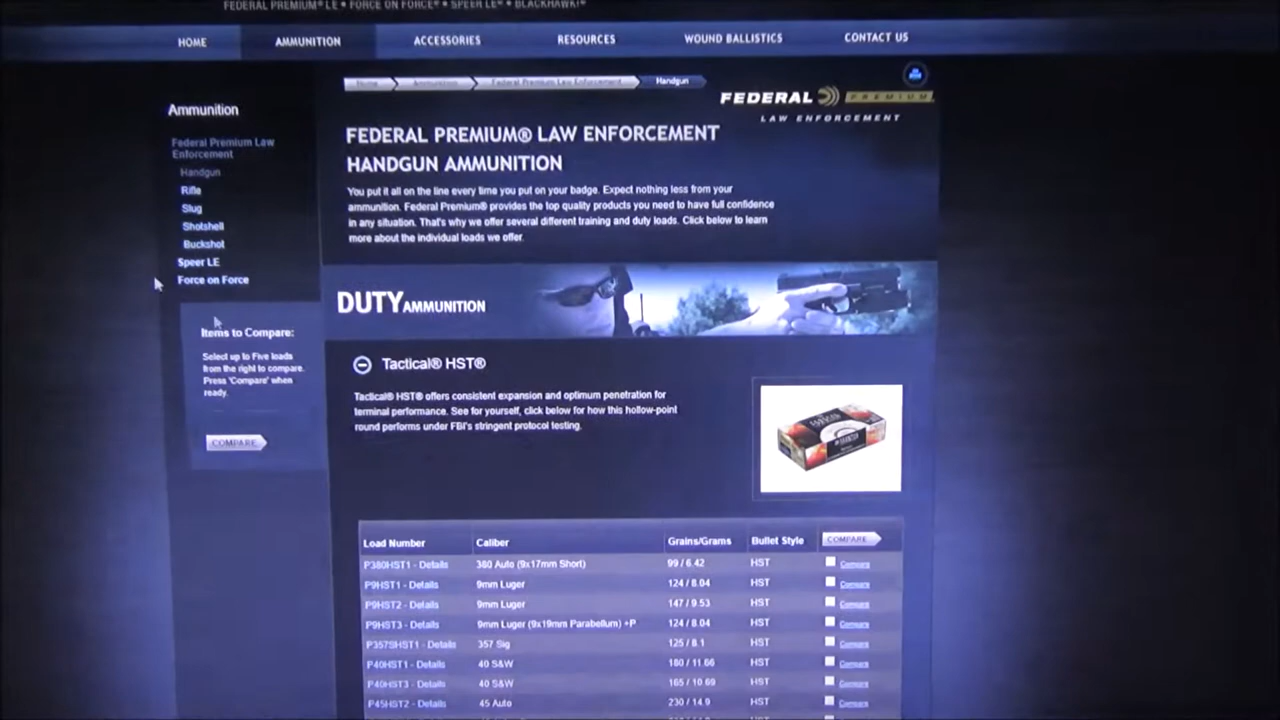 FEDERAL PREMIUM® LE • FORCE ON FORCE® • SPEER LE® • BLACKHAWK!®
HOME AMMUNITION ACCESSORIES RESOURCES WOUND BALLISTICS CONTACT US
Home Ammunition Federal Premium Law Enforcement Handgun
FEDERAL PREMIUM
LAW ENFORCEMENT
Ammunition
Federal Premium Law
Enforcement
Handgun
Rifle
Slug
Shotshell
Buckshot
Speer LE
Force on Force
Items to Compare:
Select up to Five loads
from the right to compare.
Press 'Compare' when
ready.
COMPARE
FEDERAL PREMIUM® LAW ENFORCEMENT
HANDGUN AMMUNITION
You put it all on the line every time you put on your badge. Expect nothing less from your
ammunition. Federal Premium® provides the top quality products you need to have full confidence
in any situation. That's why we offer several different training and duty loads. Click below to learn
more about the individual loads we offer.
DUTY AMMUNITION
Tactical® HST®
Tactical® HST® offers consistent expansion and optimum penetration for
terminal performance. See for yourself, click below for how this hollow-point
round performs under FBI's stringent protocol testing.
Load Number Caliber Grains/Grams Bullet Style COMPARE
P380HST1 - Details 380 Auto (9x17mm Short) 99 / 6.42 HST Compare
P9HST1 - Details 9mm Luger 124 / 8.04 HST Compare
P9HST2 - Details 9mm Luger 147 / 9.53 HST Compare
P9HST3 - Details 9mm Luger (9x19mm Parabellum) +P 124 / 8.04 HST Compare
P357SHST1 - Details 357 Sig 125 / 8.1 HST Compare
P40HST1 - Details 40 S&W 180 / 11.66 HST Compare
P40HST3 - Details 40 S&W 165 / 10.69 HST Compare
P45HST2 - Details 45 Auto 230 / 14.9 HST Compare